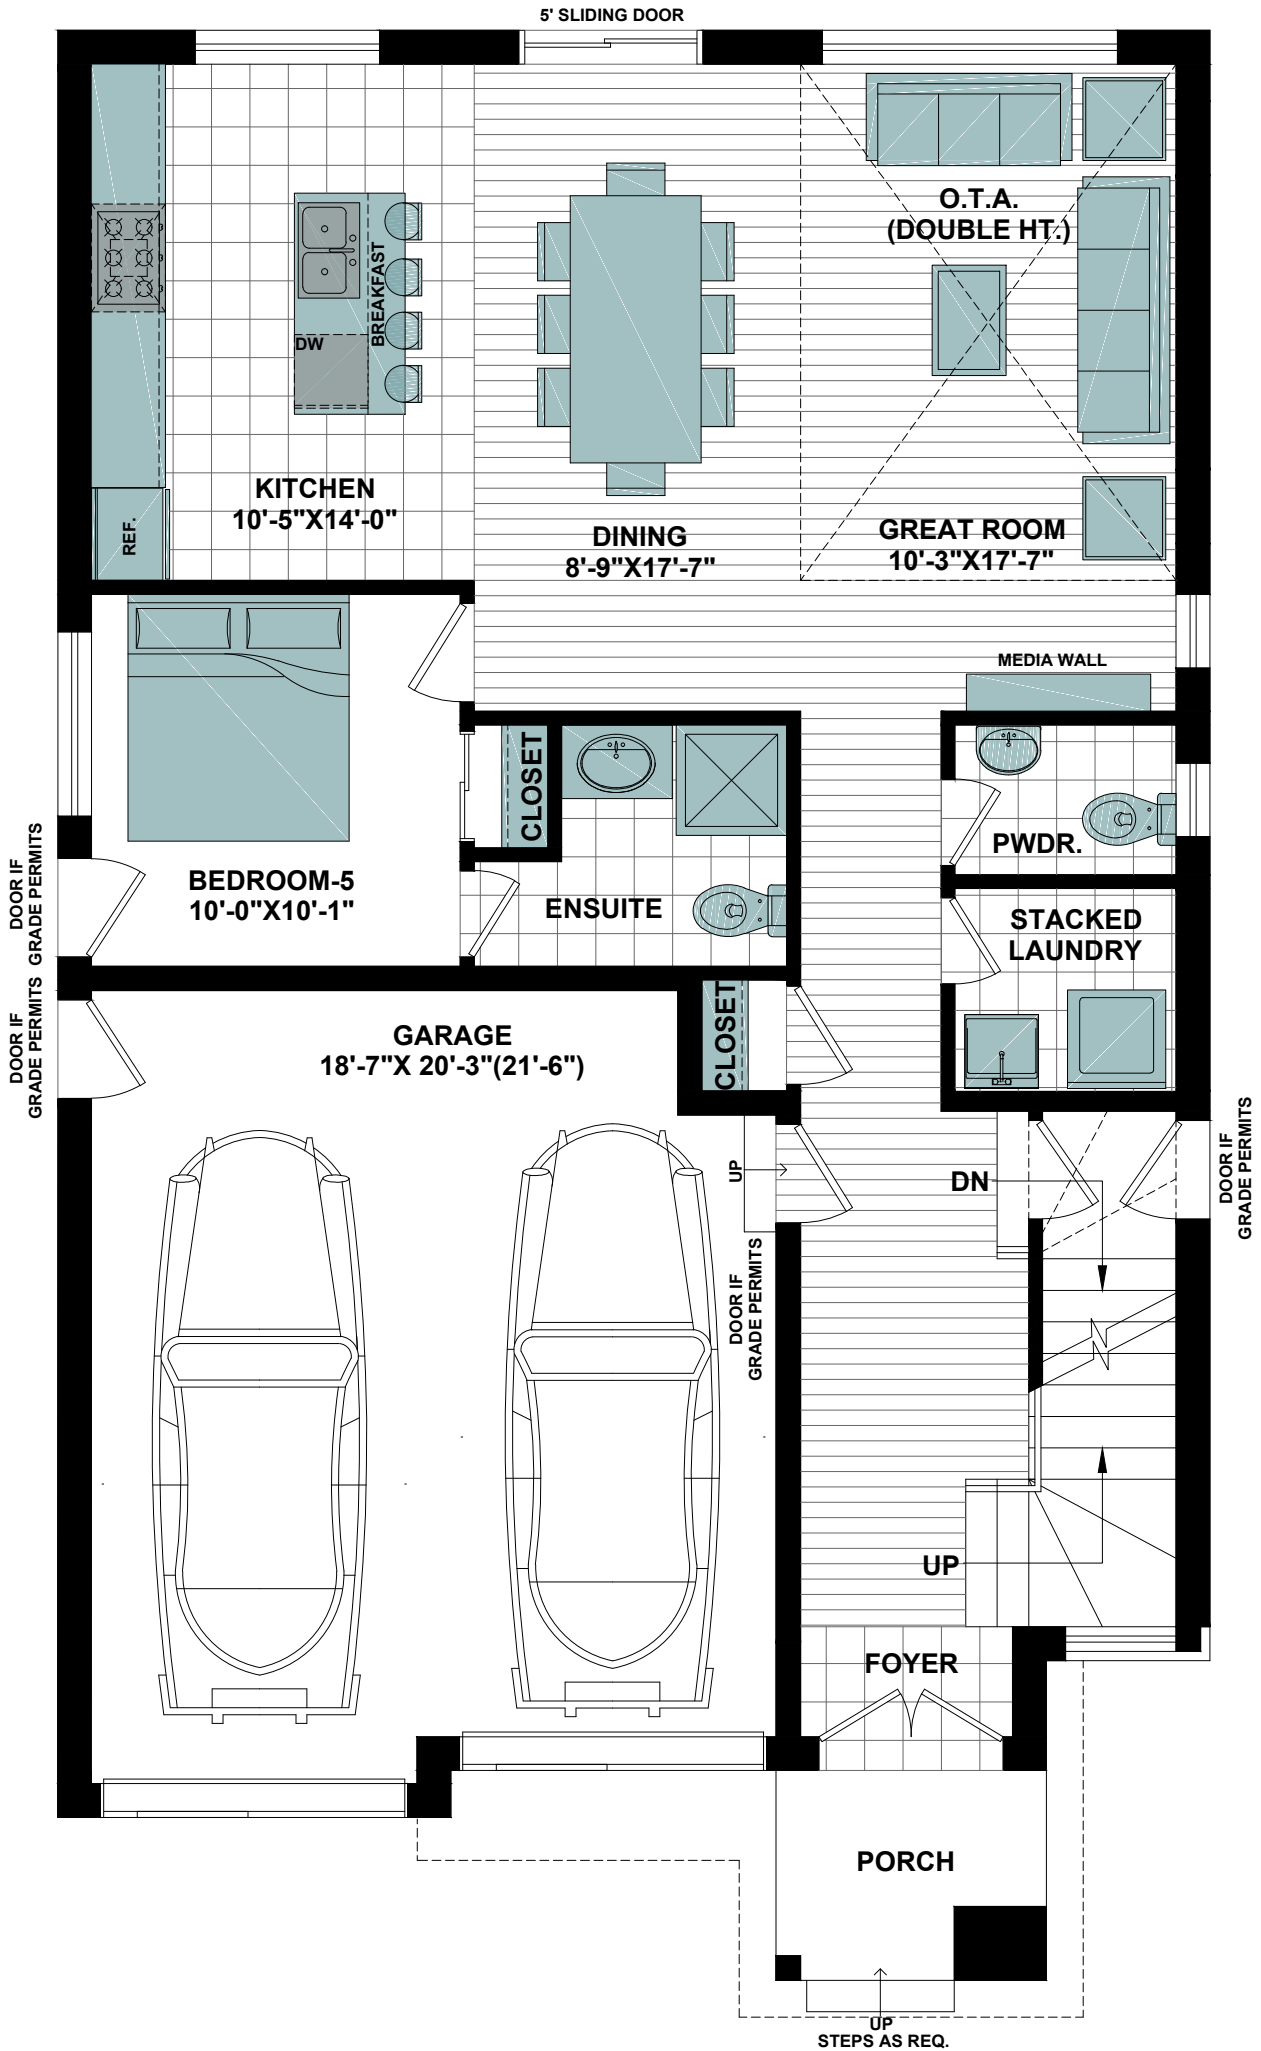 5' SLIDING DOOR
O.T.A.
(DOUBLE HT.)
BREAKFAST
DW
KITCHEN
10'-5"X14'-0"
REF.
DINING
8'-9"X17'-7"
GREAT ROOM
10'-3"X17'-7"
MEDIA WALL
CLOSET
PWDR.
DOOR IF
GRADE PERMITS
BEDROOM-5
10'-0"X10'-1"
ENSUITE
STACKED
LAUNDRY
DOOR IF
GRADE PERMITS
GARAGE
18'-7"X 20'-3"(21'-6")
CLOSET
UP
DN
DOOR IF
GRADE PERMITS
DOOR IF
GRADE PERMITS
UP
FOYER
PORCH
UP
STEPS AS REQ.